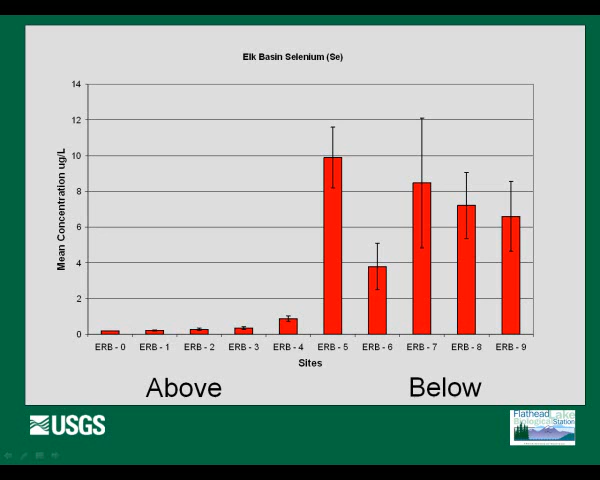 Elk Basin Selenium (Se)
Mean Concentration ug/L
14
12
10
8
6
4
2
0
ERB - 0 ERB - 1 ERB - 2 ERB - 3 ERB - 4 ERB - 5 ERB - 6 ERB - 7 ERB - 8 ERB - 9
Sites
Above Below
USGS
Flathead Lake
Biological Station